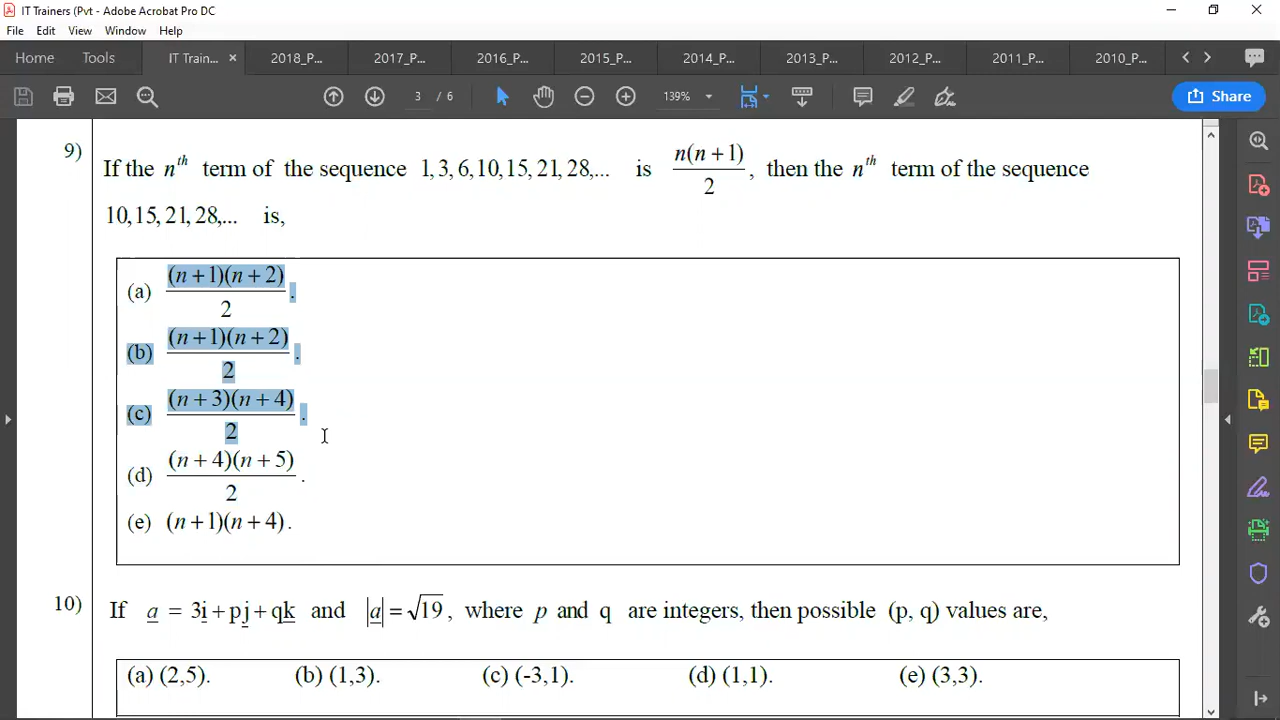 IT Trainers (Pvt - Adobe Acrobat Pro DC
File Edit View Window Help
Home Tools IT Train... × 2018_P... 2017_P... 2016_P... 2015_P... 2014_P... 2013_P... 2012_P... 2011_P... 2010_P...
3 / 6 139% Share
9) If the n^th term of the sequence 1, 3, 6, 10, 15, 21, 28,... is n(n + 1)/2, then the n^th term of the sequence
10, 15, 21, 28,... is,
(a) (n + 1)(n + 2)/2.
(b) (n + 1)(n + 2)/2.
(c) (n + 3)(n + 4)/2.
(d) (n + 4)(n + 5)/2.
(e) (n + 1)(n + 4).
10) If a = 3i + pj + qk and |a| = √19, where p and q are integers, then possible (p, q) values are,
(a) (2,5). (b) (1,3). (c) (-3,1). (d) (1,1). (e) (3,3).